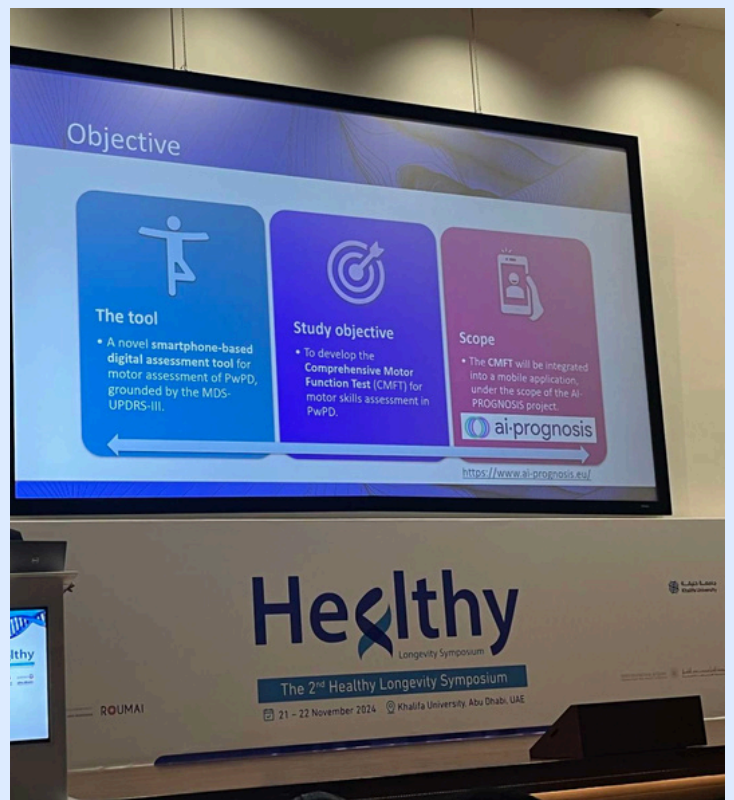 Objective
The tool
• A novel smartphone-based
digital assessment tool for
motor assessment of PwPD,
grounded by the MDS-
UPDRS-III.
Study objective
• To develop the
Comprehensive Motor
Function Test (CMFT) for
motor skills assessment in
PwPD.
Scope
• The CMFT will be integrated
into a mobile application,
under the scope of the AI-
PROGNOSIS project.
ai·prognosis
https://www.ai-prognosis.eu/
Healthy
Longevity Symposium
The 2nd Healthy Longevity Symposium
21 – 22 November 2024 Khalifa University, Abu Dhabi, UAE
جامعة خليفة
Khalifa University
ROUMAI
lthy